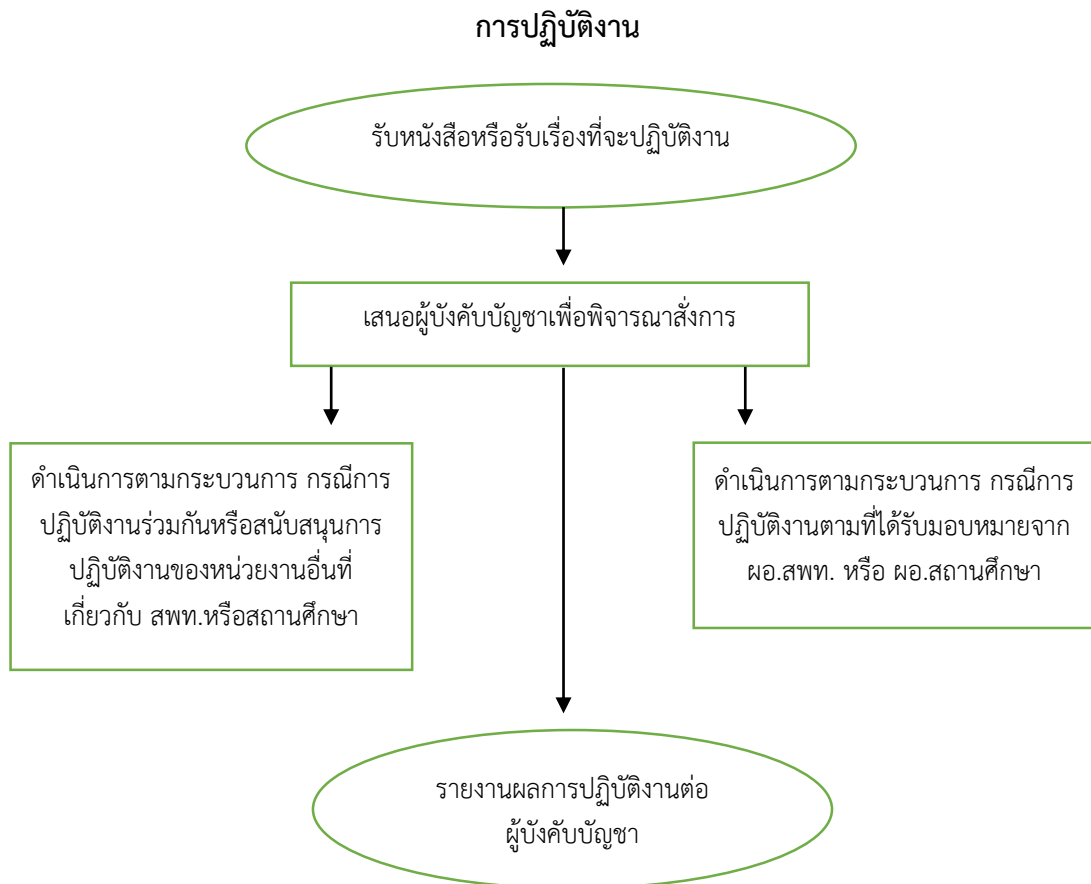 การปฏิบัติงาน
รับหนังสือหรือรับเรื่องที่จะปฏิบัติงาน
เสนอผู้บังคับบัญชาเพื่อพิจารณาสั่งการ
ดำเนินการตามกระบวนการ กรณีการ
ปฏิบัติงานร่วมกันหรือสนับสนุนการ
ปฏิบัติงานของหน่วยงานอื่นที่
เกี่ยวกับ สพท.หรือสถานศึกษา
ดำเนินการตามกระบวนการ กรณีการ
ปฏิบัติงานตามที่ได้รับมอบหมายจาก
ผอ.สพท. หรือ ผอ.สถานศึกษา
รายงานผลการปฏิบัติงานต่อ
ผู้บังคับบัญชา